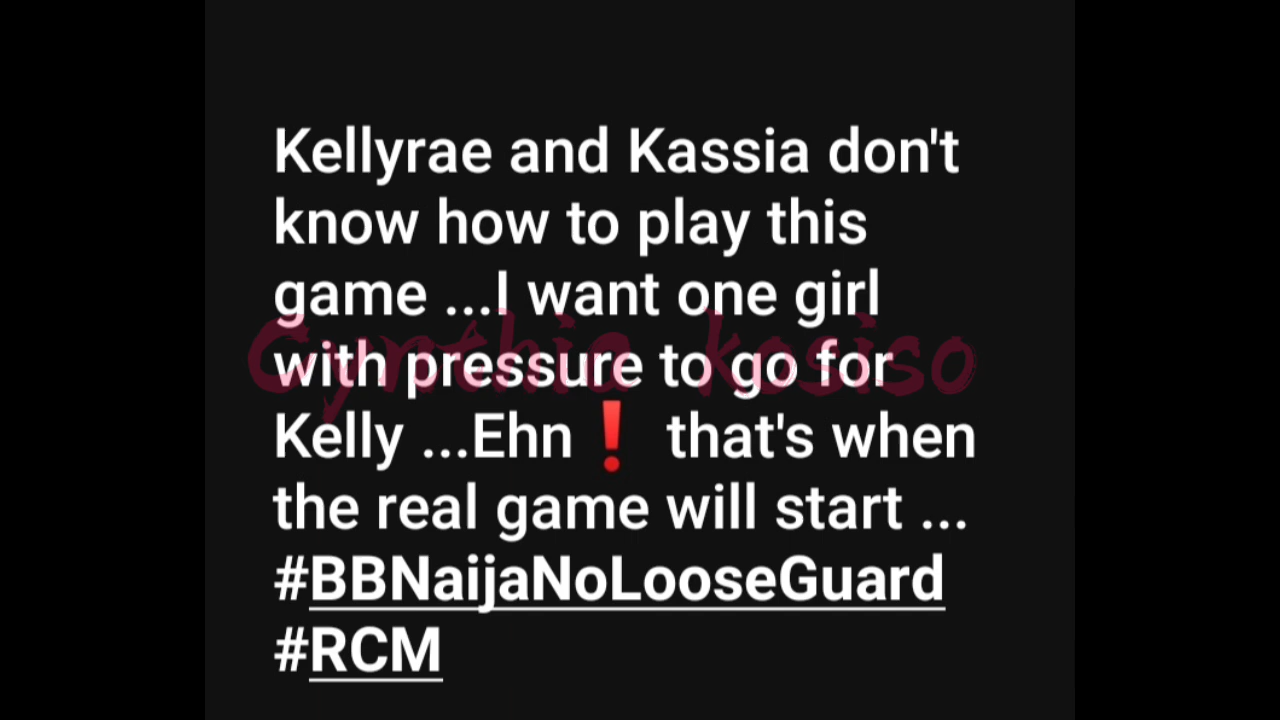 Kellyrae and Kassia don't
know how to play this
game ...I want one girl
Cynthia kosiso
with pressure to go for
Kelly ...Ehn❗ that's when
the real game will start ...
#BBNaijaNoLooseGuard
#RCM